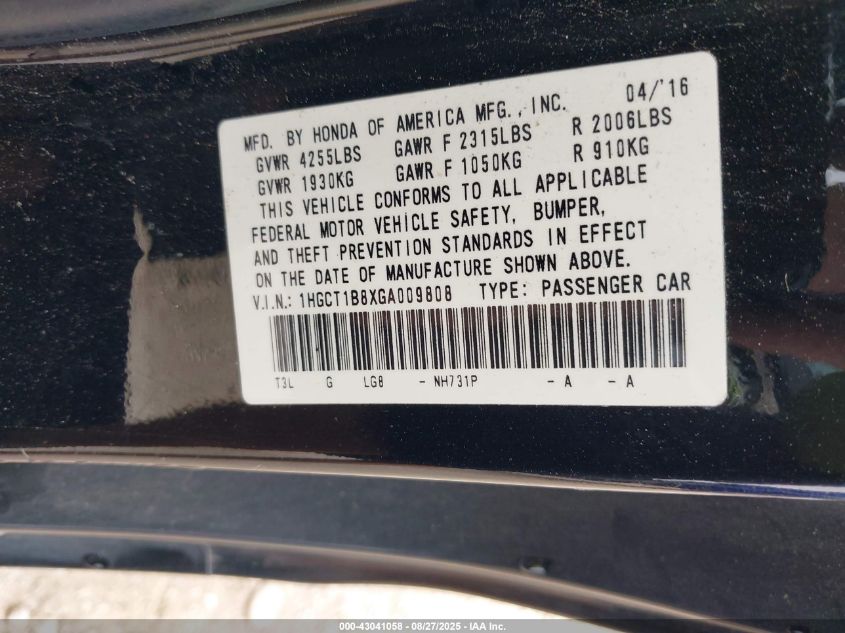 04/'16
MFD. BY HONDA OF AMERICA MFG., INC.
GVWR 4255LBS GAWR F 2315LBS R 2006LBS
GVWR 1930KG GAWR F 1050KG R 910KG
THIS VEHICLE CONFORMS TO ALL APPLICABLE
FEDERAL MOTOR VEHICLE SAFETY, BUMPER,
AND THEFT PREVENTION STANDARDS IN EFFECT
ON THE DATE OF MANUFACTURE SHOWN ABOVE.
V.I.N.: 1HGCT1B8XGA009808 TYPE: PASSENGER CAR
T3L G LG8 - NH731P - A - A
000-43041058 - 08/27/2025 - IAA Inc.